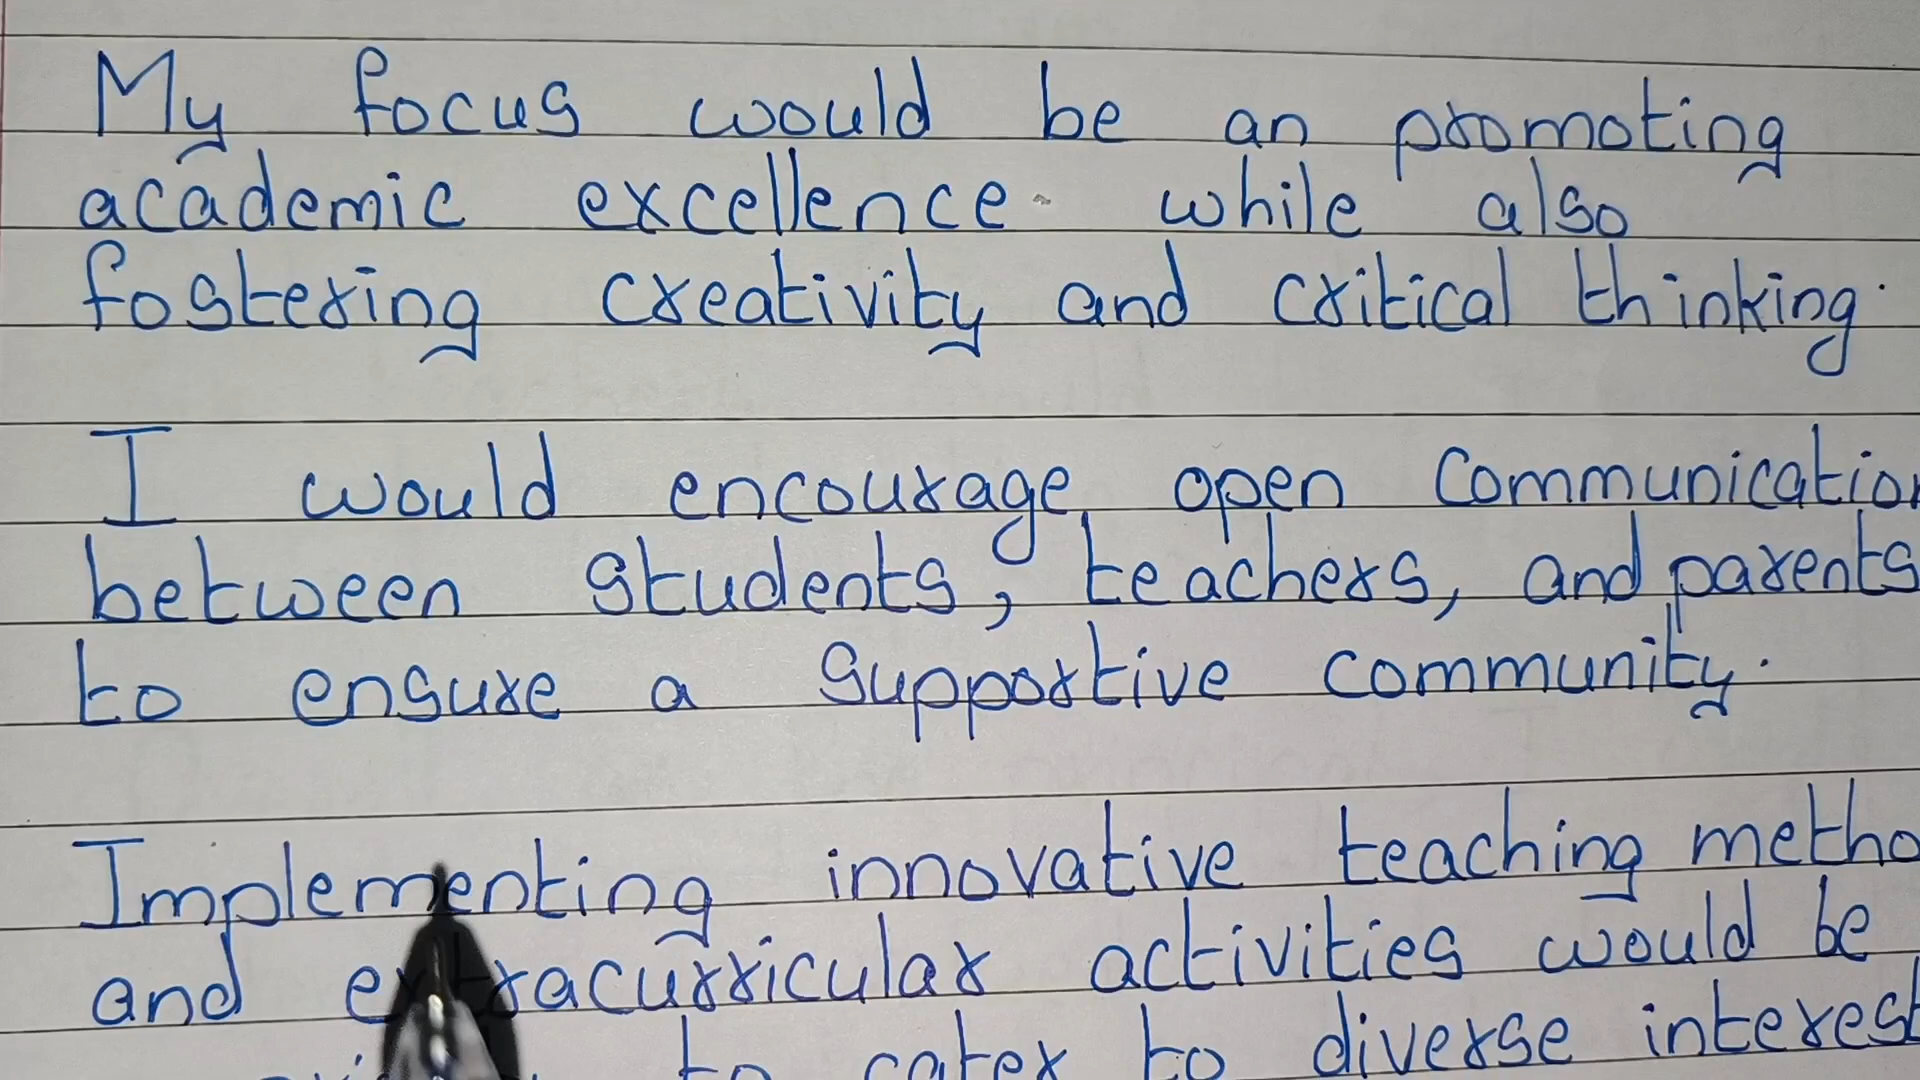 My focus would be an promoting
academic excellence while also
fostering creativity and critical thinking.
I would encourage open communication
between students, teachers, and parents
to ensure a supportive community.
Implementing innovative teaching metho
and extracurricular activities would be
to cater to diverse interest